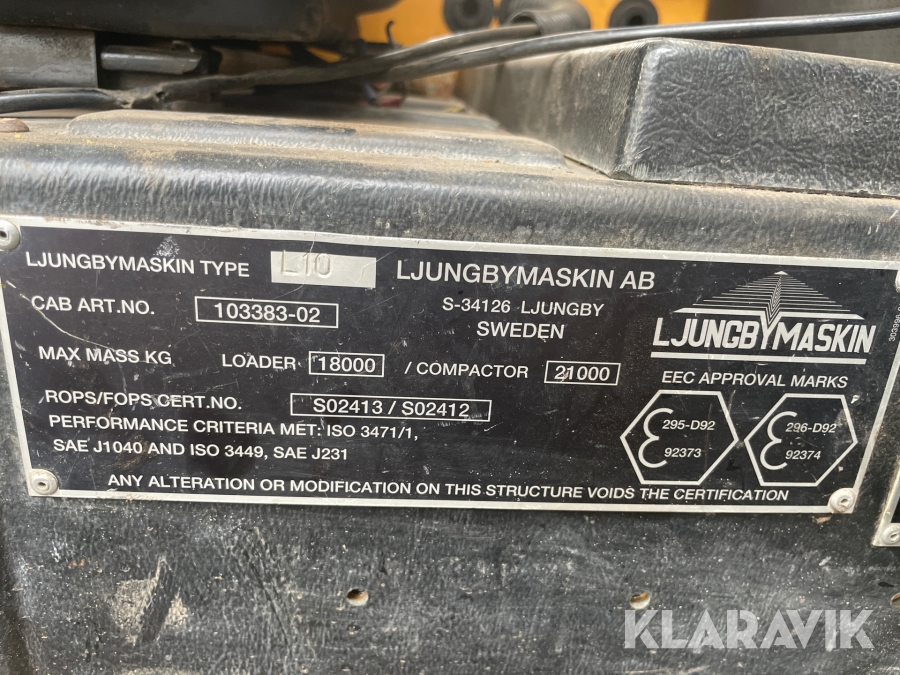 LJUNGBYMASKIN TYPE L10 LJUNGBYMASKIN AB
CAB ART.NO. 103383-02 S-34126 LJUNGBY
SWEDEN
LJUNGBYMASKIN
MAX MASS KG LOADER 18000 / COMPACTOR 21000
EEC APPROVAL MARKS
ROPS/FOPS CERT.NO. S02413 / S02412
PERFORMANCE CRITERIA MET: ISO 3471/1,
SAE J1040 AND ISO 3449, SAE J231
295-D92
92373
296-D92
92374
ANY ALTERATION OR MODIFICATION ON THIS STRUCTURE VOIDS THE CERTIFICATION
KLARAVIK